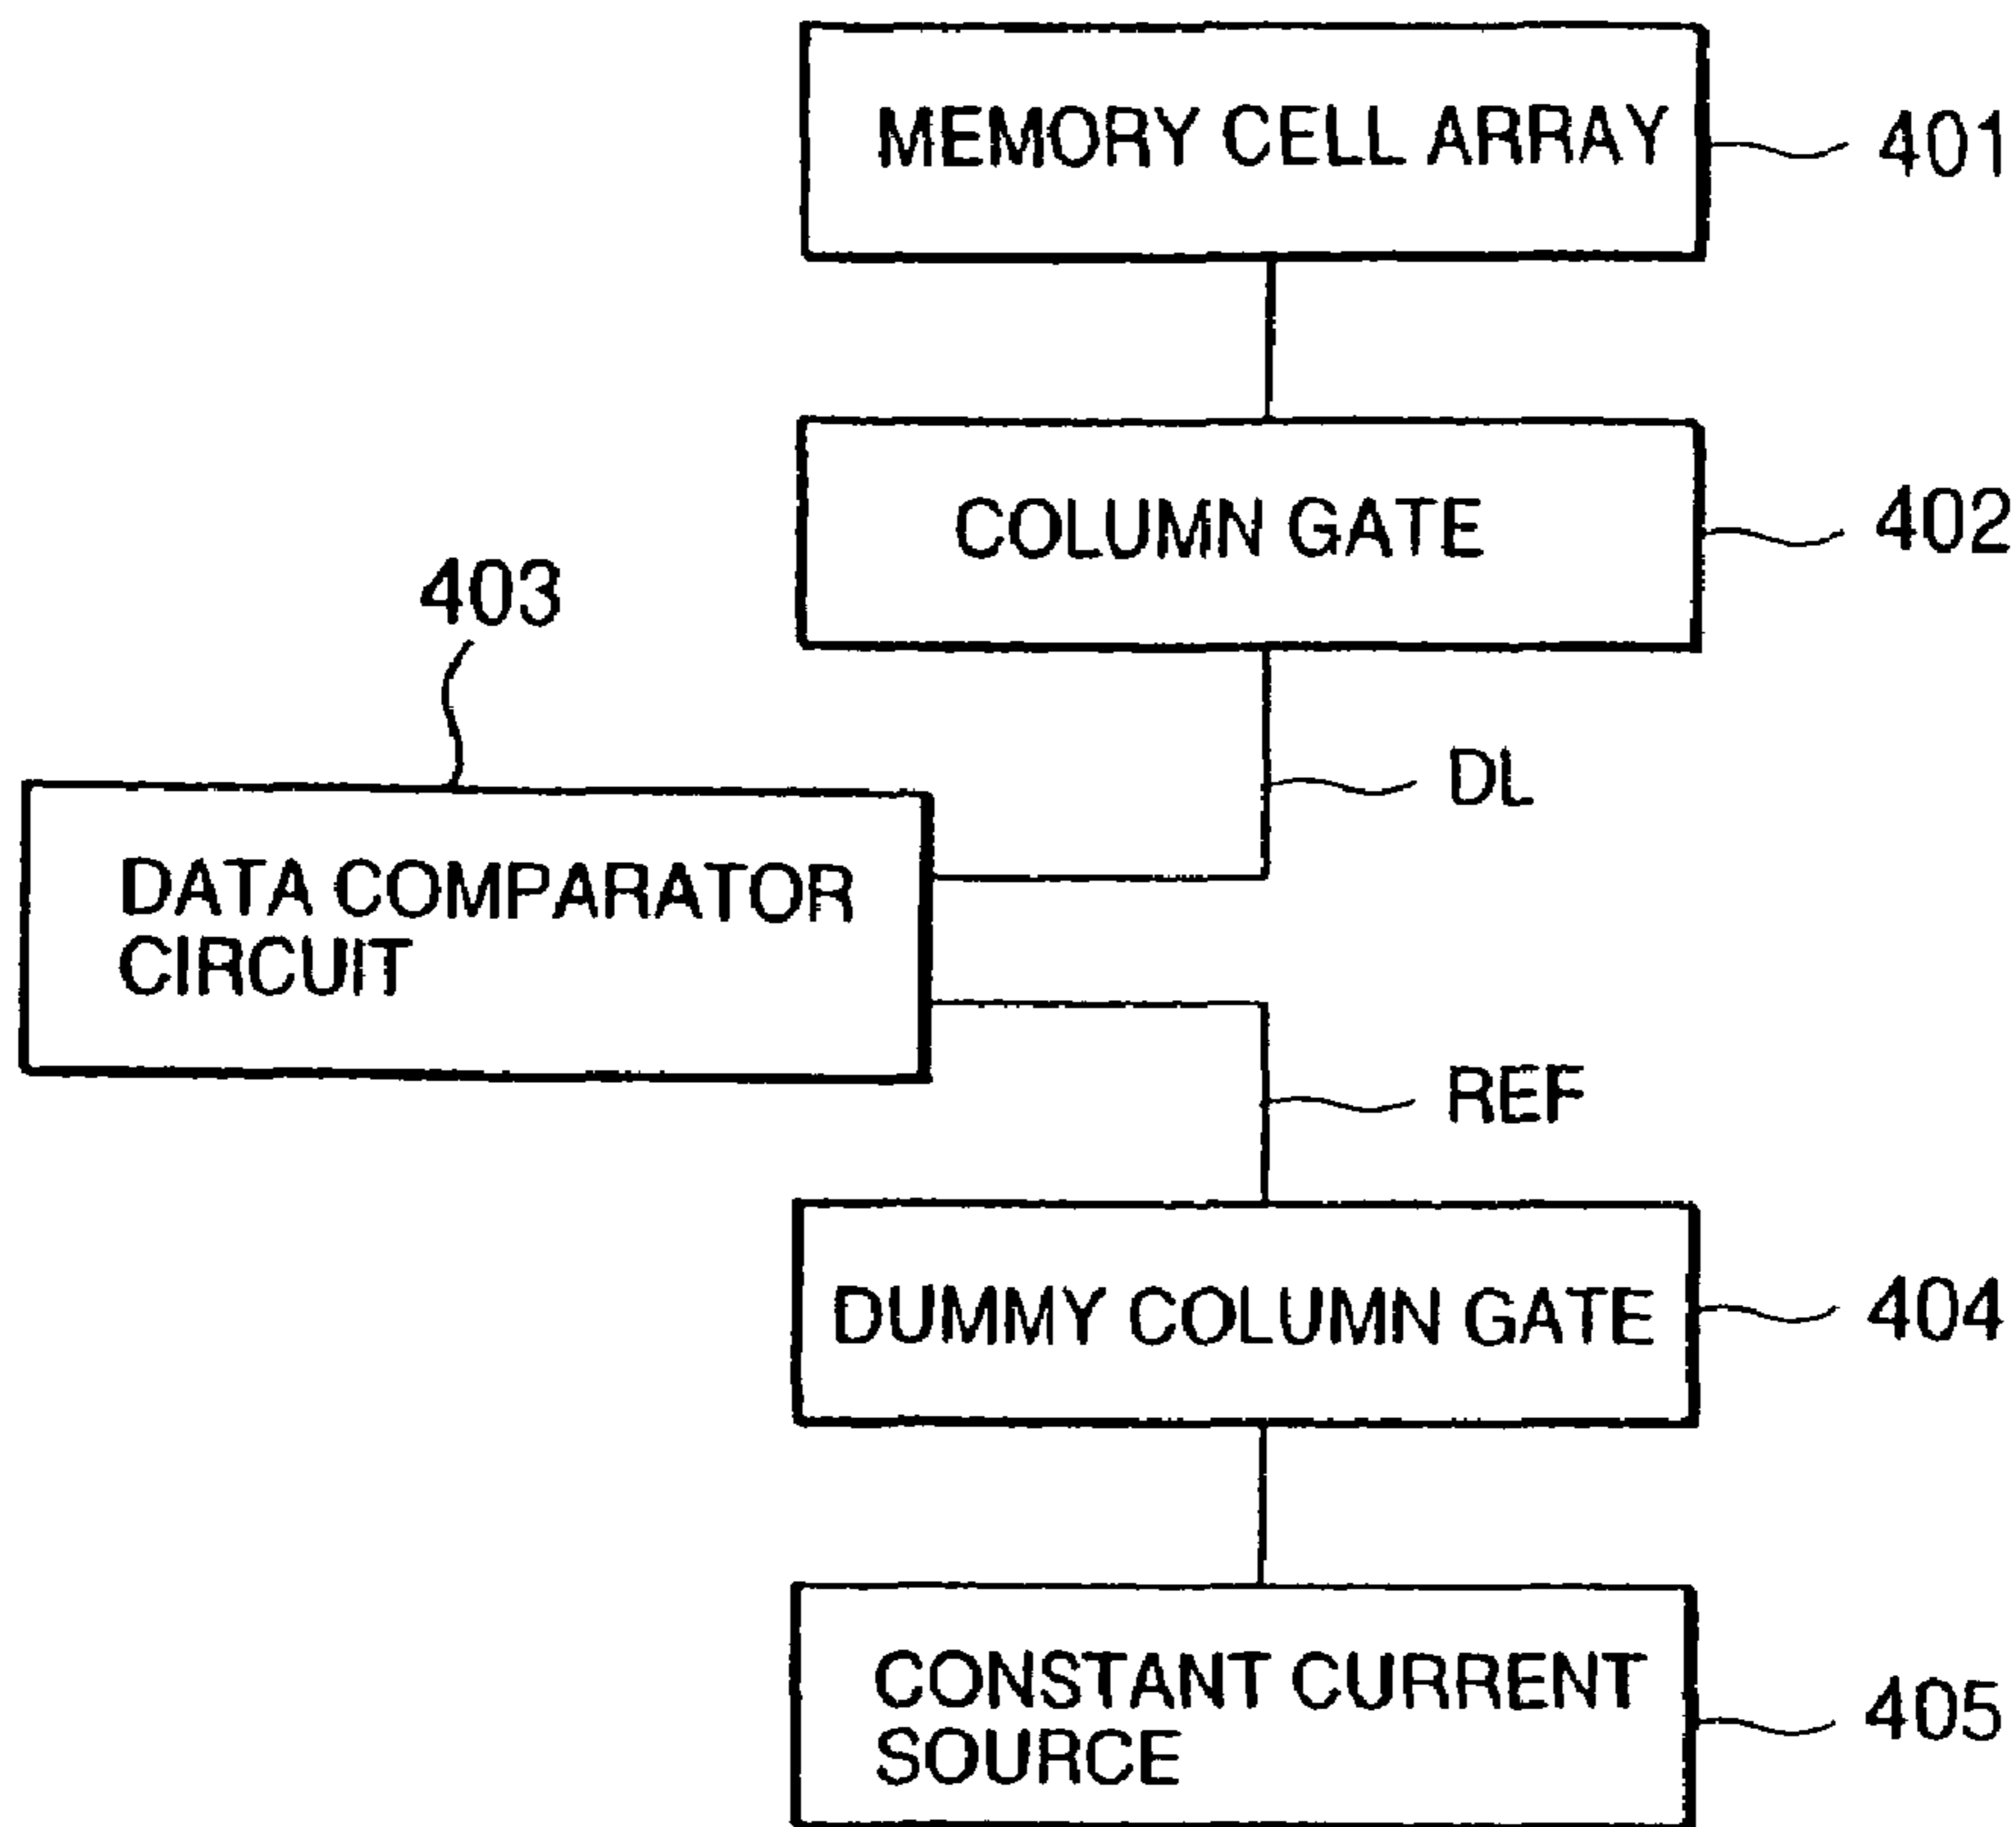 MEMORY CELL ARRAY
401
COLUMN GATE
402
403
DL
DATA COMPARATOR
CIRCUIT
REF
DUMMY COLUMN GATE
404
CONSTANT CURRENT
SOURCE
405